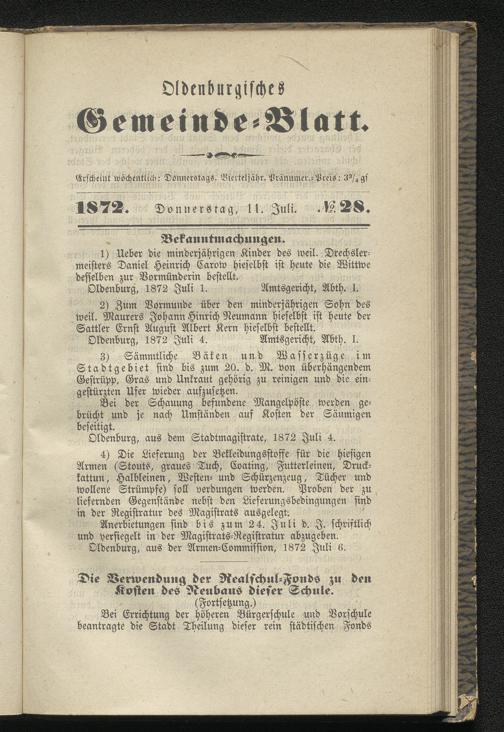 Oldenburgisches
Gemeinde-Blatt.
Erscheint wöchentlich: Donnerstags. Vierteljähr. Pränumer.-Preis: 3¾ gſ
1872. Donnerstag, 11. Juli. № 28.
Bekanntmachungen.
1) Ueber die minderjährigen Kinder des weil. Drechsler-
meisters Daniel Heinrich Carow hieselbst ist heute die Wittwe
desselben zur Vormünderin bestellt.
Oldenburg, 1872 Juli 1. Amtsgericht, Abth. I.
2) Zum Vormunde über den minderjährigen Sohn des
weil. Maurers Johann Hinrich Neumann hieselbst ist heute der
Sattler Ernst August Albert Kern hieselbst bestellt.
Oldenburg, 1872 Juli 4. Amtsgericht, Abth. I.
3) Sämmtliche Bäken und Wasserzüge im
Stadtgebiet sind bis zum 20. d. M. von überhängendem
Gestrüpp, Gras und Unkraut gehörig zu reinigen und die ein-
gestürzten Ufer wieder aufzusetzen.
Bei der Schauung befundene Mangelpöste werden ge-
brücht und je nach Umständen auf Kosten der Säumigen
beseitigt.
Oldenburg, aus dem Stadtmagistrate, 1872 Juli 4.
4) Die Lieferung der Bekleidungsstoffe für die hiesigen
Armen (Stouts, graues Tuch, Coating, Futterleinen, Druck-
kattun, Halbleinen, Westen- und Schürzenzeug, Tücher und
wollene Strümpfe) soll verdungen werden. Proben der zu
liefernden Gegenstände nebst den Lieferungsbedingungen sind
in der Registratur des Magistrats ausgelegt.
Anerbietungen sind bis zum 24. Juli d. J. schriftlich
und versiegelt in der Magistrats-Registratur abzugeben.
Oldenburg, aus der Armen-Commission, 1872 Juli 6.
Die Verwendung der Realschul-Fonds zu den
Kosten des Neubaus dieser Schule.
(Fortsetzung.)
Bei Errichtung der höheren Bürgerschule und Vorschule
beantragte die Stadt Theilung dieser rein städtischen Fonds